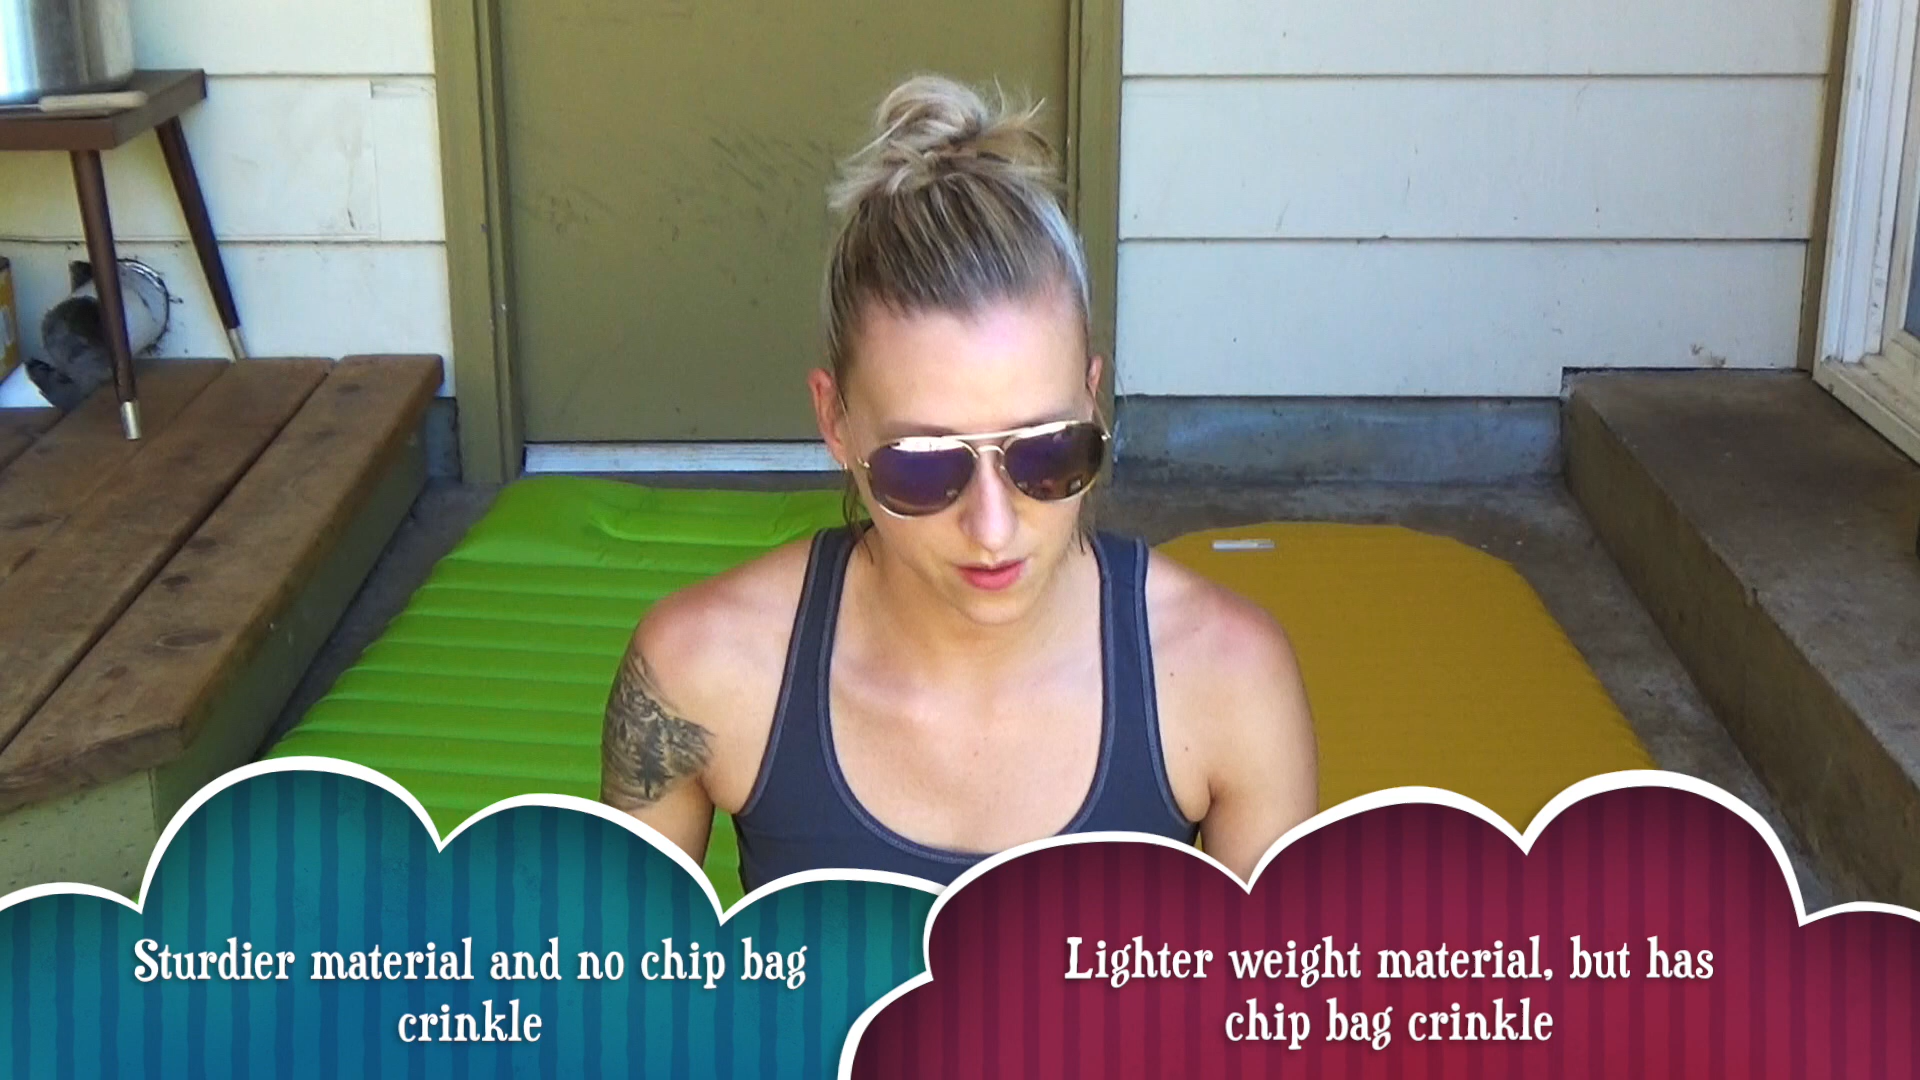 Sturdier material and no chip bag
crinkle
Lighter weight material, but has
chip bag crinkle